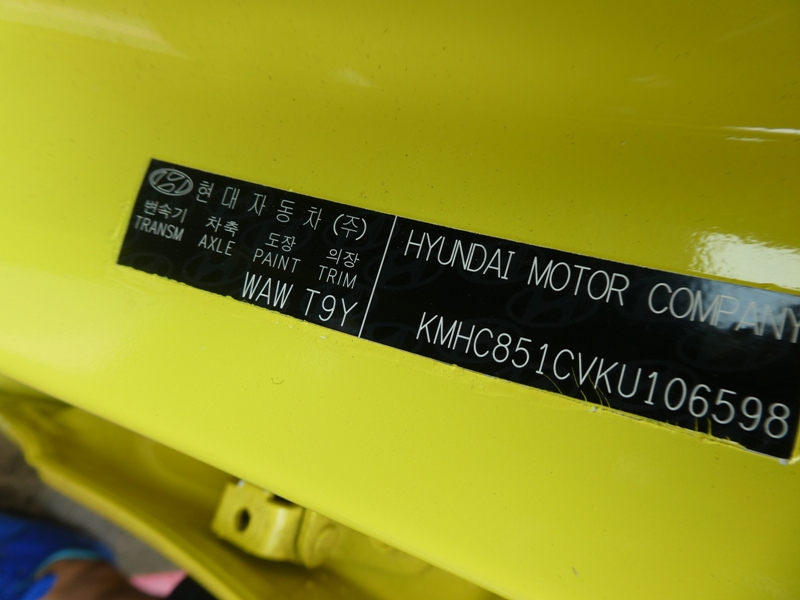 현대자동차(주)
변속기 차축 도장 의장
TRANSM AXLE PAINT TRIM
WAW T9Y
HYUNDAI MOTOR COMPANY
KMHC851CVKU106598